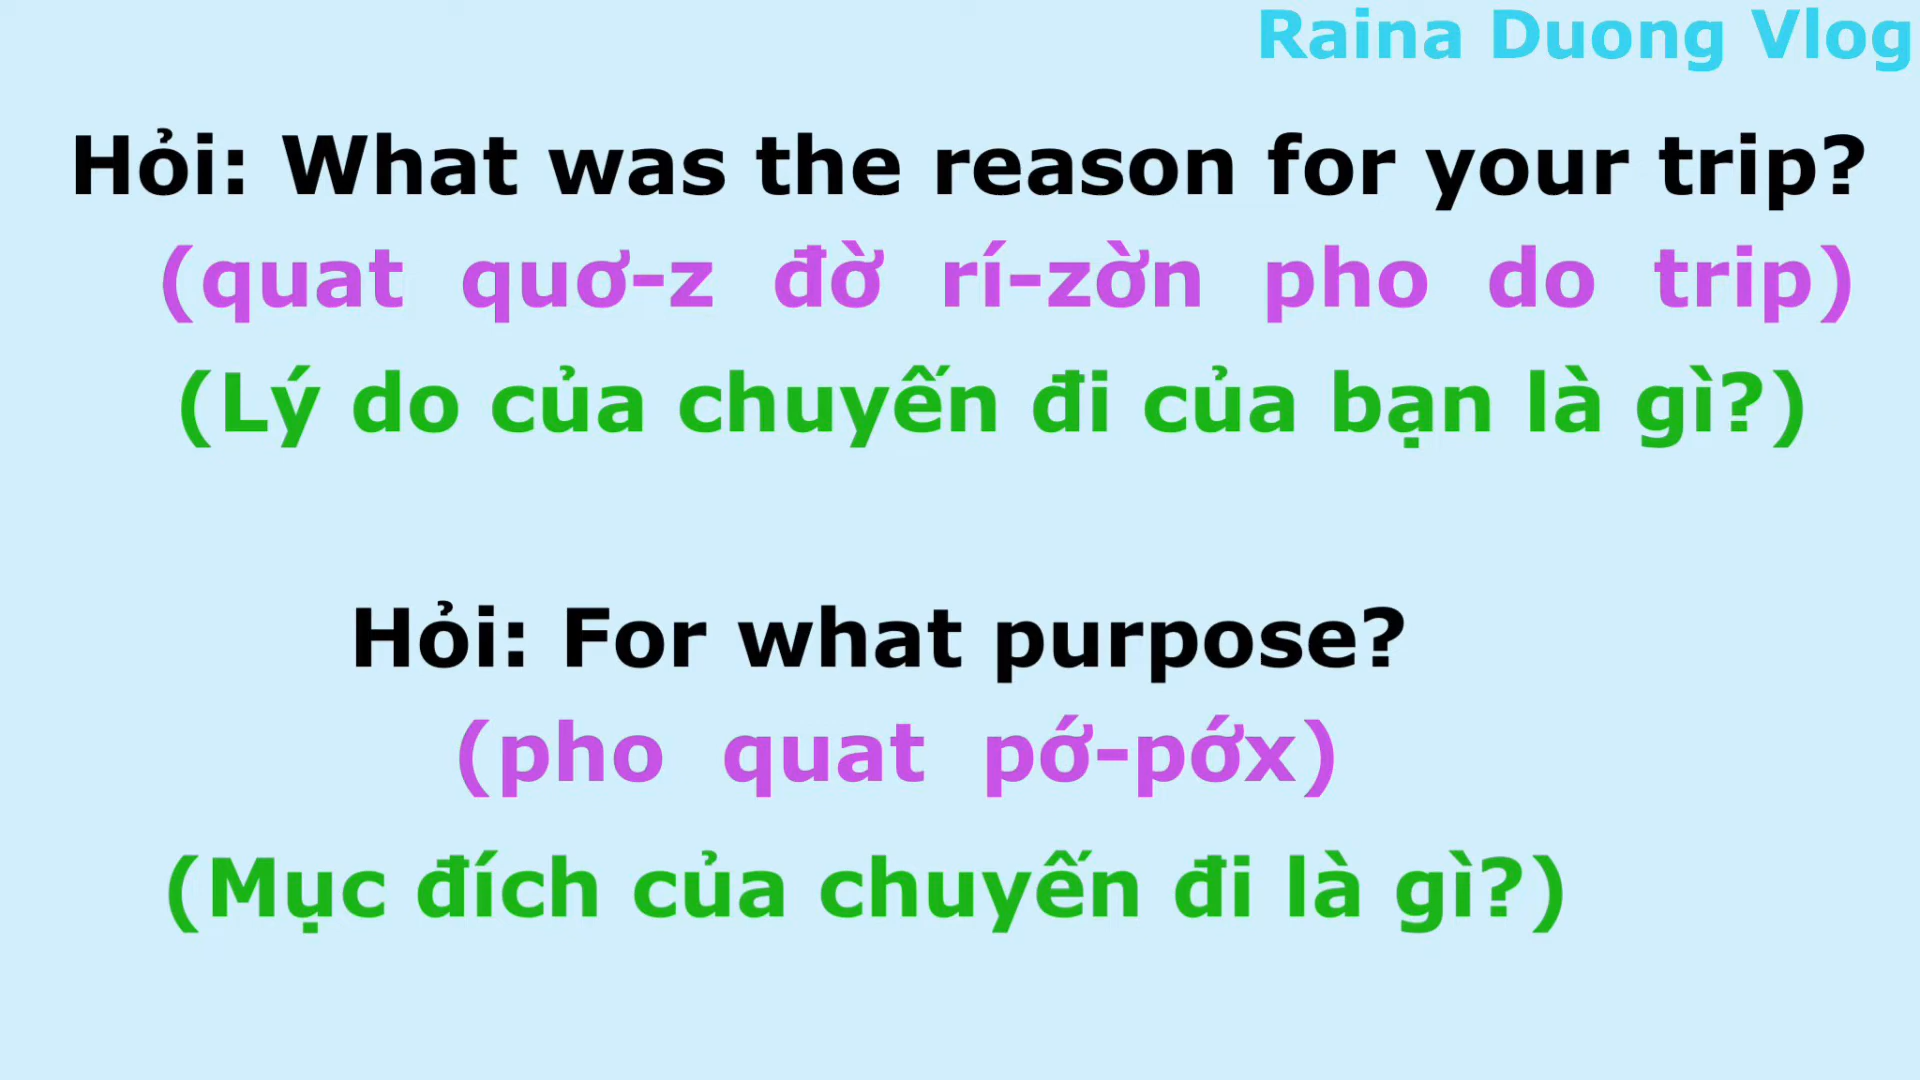 Raina Duong Vlog
Hỏi: What was the reason for your trip?
(quat quơ-z đờ rí-zờn pho do trip)
(Lý do của chuyến đi của bạn là gì?)
Hỏi: For what purpose?
(pho quat pớ-pớx)
(Mục đích của chuyến đi là gì?)